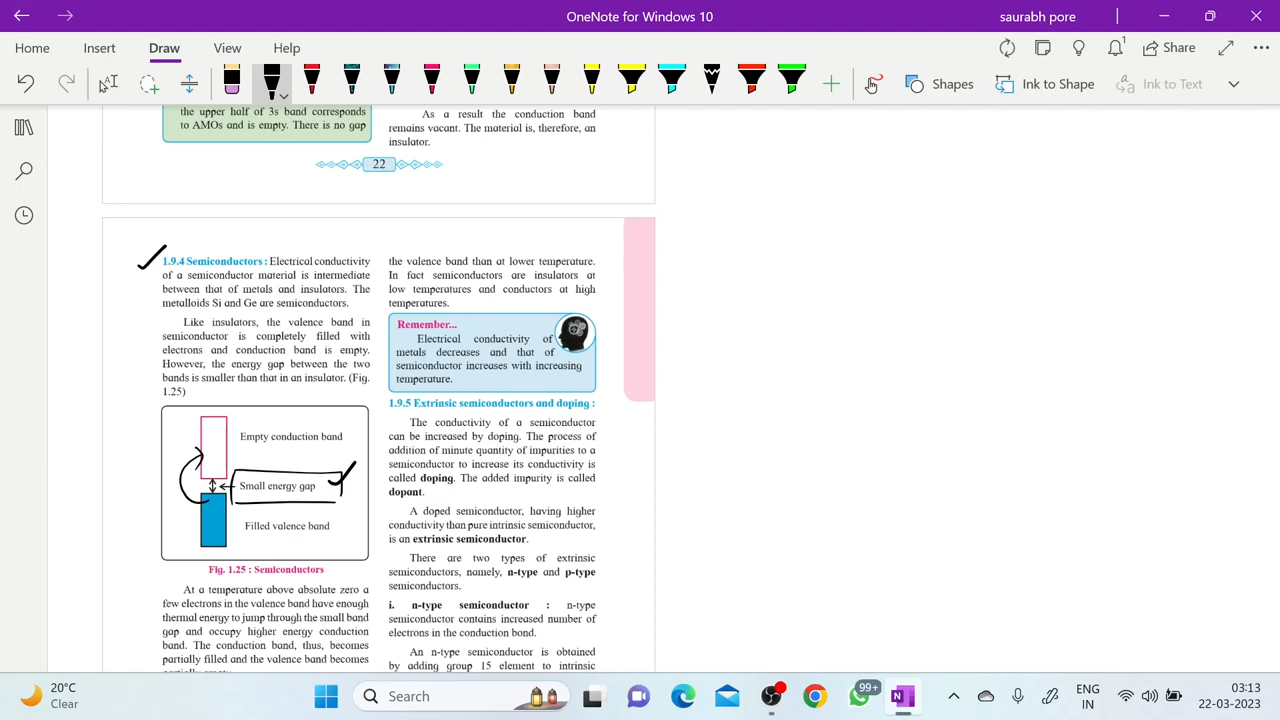 OneNote for Windows 10
saurabh pore
Home
Insert
Draw
View
Help
Share
Shapes
Ink to Shape
Ink to Text
the upper half of 3s band corresponds
to AMOs and is empty. There is no gap
As a result the conduction band
remains vacant. The material is, therefore, an
insulator.
22
1.9.4 Semiconductors : Electrical conductivity
of a semiconductor material is intermediate
between that of metals and insulators. The
metalloids Si and Ge are semiconductors.
Like insulators, the valence band in
semiconductor is completely filled with
electrons and conduction band is empty.
However, the energy gap between the two
bands is smaller than that in an insulator. (Fig.
1.25)
Empty conduction band
Small energy gap
Filled valence band
Fig. 1.25 : Semiconductors
At a temperature above absolute zero a
few electrons in the valence band have enough
thermal energy to jump through the small band
gap and occupy higher energy conduction
band. The conduction band, thus, becomes
partially filled and the valence band becomes
the valence band than at lower temperature.
In fact semiconductors are insulators at
low temperatures and conductors at high
temperatures.
Remember...
Electrical conductivity of
metals decreases and that of
semiconductor increases with increasing
temperature.
1.9.5 Extrinsic semiconductors and doping :
The conductivity of a semiconductor
can be increased by doping. The process of
addition of minute quantity of impurities to a
semiconductor to increase its conductivity is
called doping. The added impurity is called
dopant.
A doped semiconductor, having higher
conductivity than pure intrinsic semiconductor,
is an extrinsic semiconductor.
There are two types of extrinsic
semiconductors, namely, n-type and p-type
semiconductors.
i. n-type semiconductor : n-type
semiconductor contains increased number of
electrons in the conduction bond.
An n-type semiconductor is obtained
by adding group 15 element to intrinsic
20°C
Clear
Search
99+
ENG
IN
03:13
22-03-2023